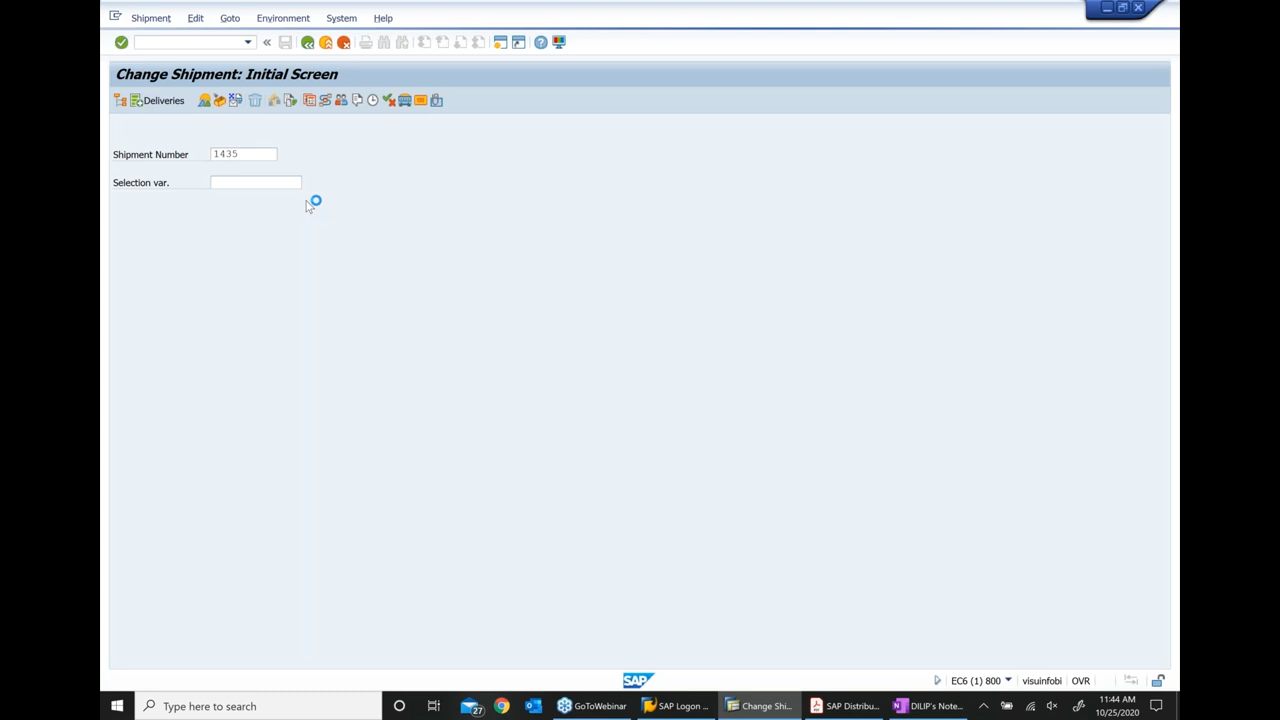 Shipment Edit Goto Environment System Help
Change Shipment: Initial Screen
Deliveries
Shipment Number 1435
Selection var.
SAP
EC6 (1) 800 visuinfobi OVR
Type here to search
27
GoToWebinar
SAP Logon ...
Change Shi...
SAP Distribu...
DILIP's Note...
11:44 AM
10/25/2020